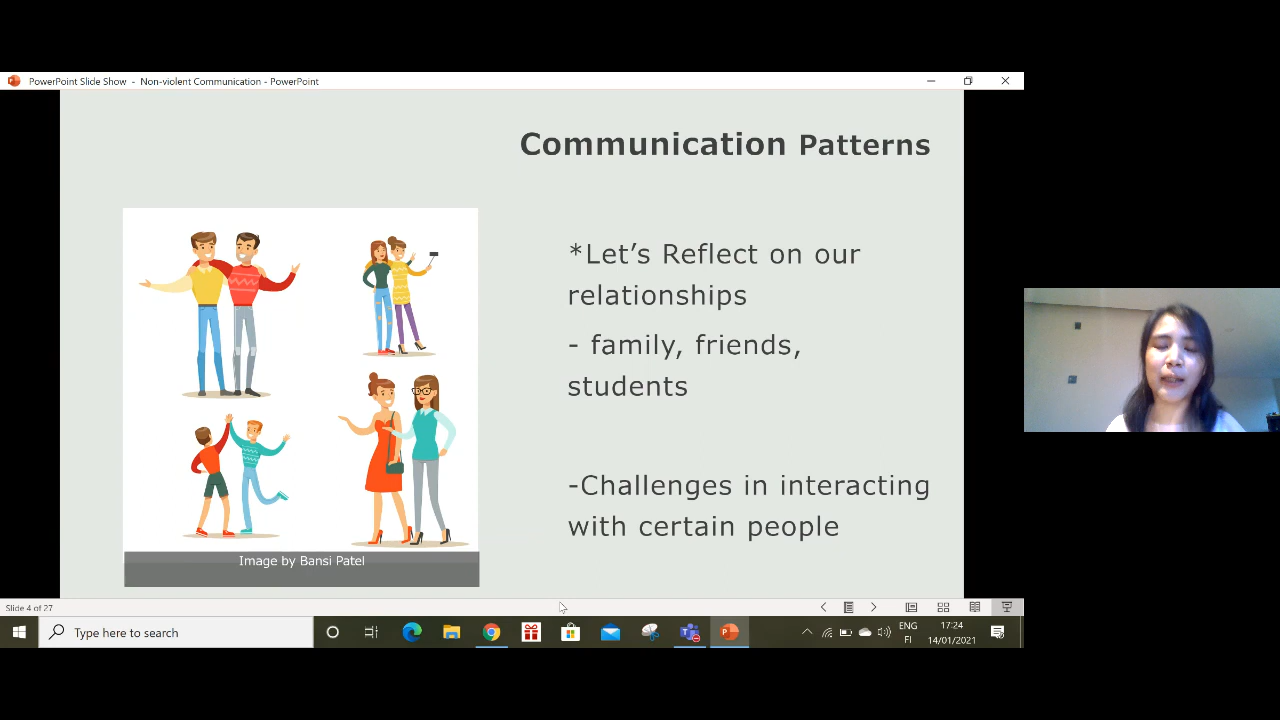 PowerPoint Slide Show - Non-violent Communication - PowerPoint
Communication Patterns
*Let’s Reflect on our
relationships
- family, friends,
students
-Challenges in interacting
with certain people
Image by Bansi Patel
Slide 4 of 27
Type here to search
ENG
FI
17:24
14/01/2021